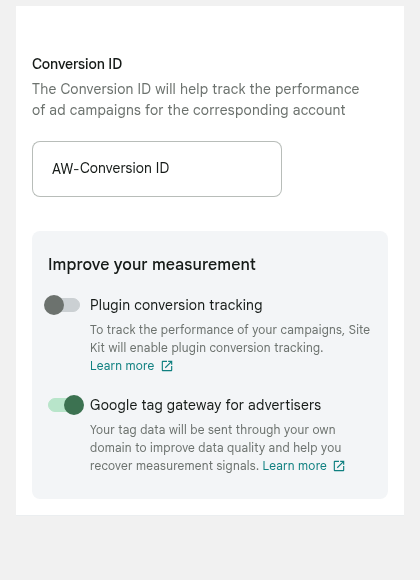 Conversion ID
The Conversion ID will help track the performance
of ad campaigns for the corresponding account
AW-Conversion ID
Improve your measurement
Plugin conversion tracking
To track the performance of your campaigns, Site
Kit will enable plugin conversion tracking.
Learn more
Google tag gateway for advertisers
Your tag data will be sent through your own
domain to improve data quality and help you
recover measurement signals. Learn more